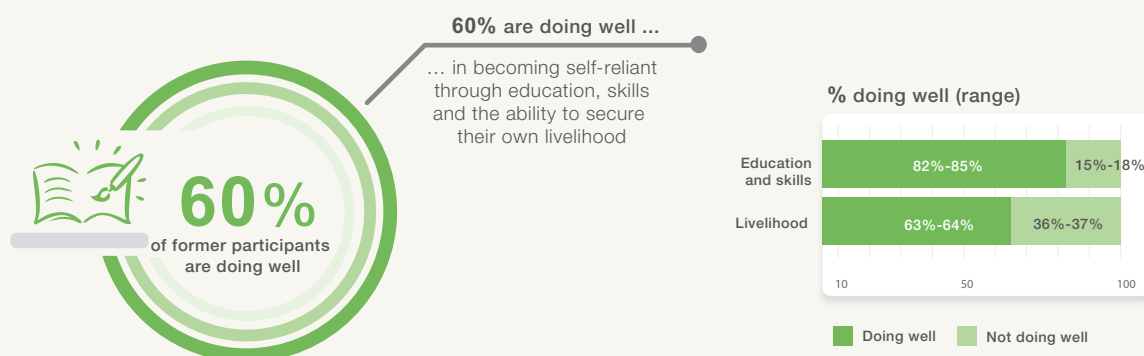 60% are doing well ...
... in becoming self-reliant
through education, skills
and the ability to secure
their own livelihood
60%
of former participants
are doing well
% doing well (range)
Education
and skills
82%-85%
15%-18%
Livelihood
63%-64%
36%-37%
10
50
100
Doing well
Not doing well